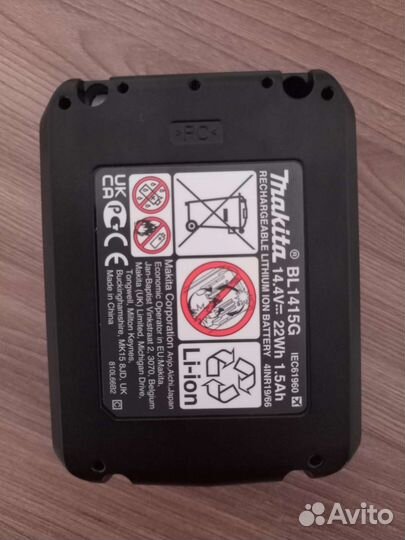 >PC<
makita® BL1415G
14.4V⎓ 22Wh 1.5Ah
RECHARGEABLE LITHIUM ION BATTERY 4INR19/66
IEC61960
Li-ion
UK
CA
CE
Makita Corporation Anjo,Aichi,Japan
Economic Operator in EU:Makita,
Jan-Baptist Vinkstraat 2, 3070, Belgium
Makita (UK) Limited, Michigan Drive,
Tongwell, Milton Keynes,
Buckinghamshire, MK15 8JD, UK
Made in China
810L66B2
Avito